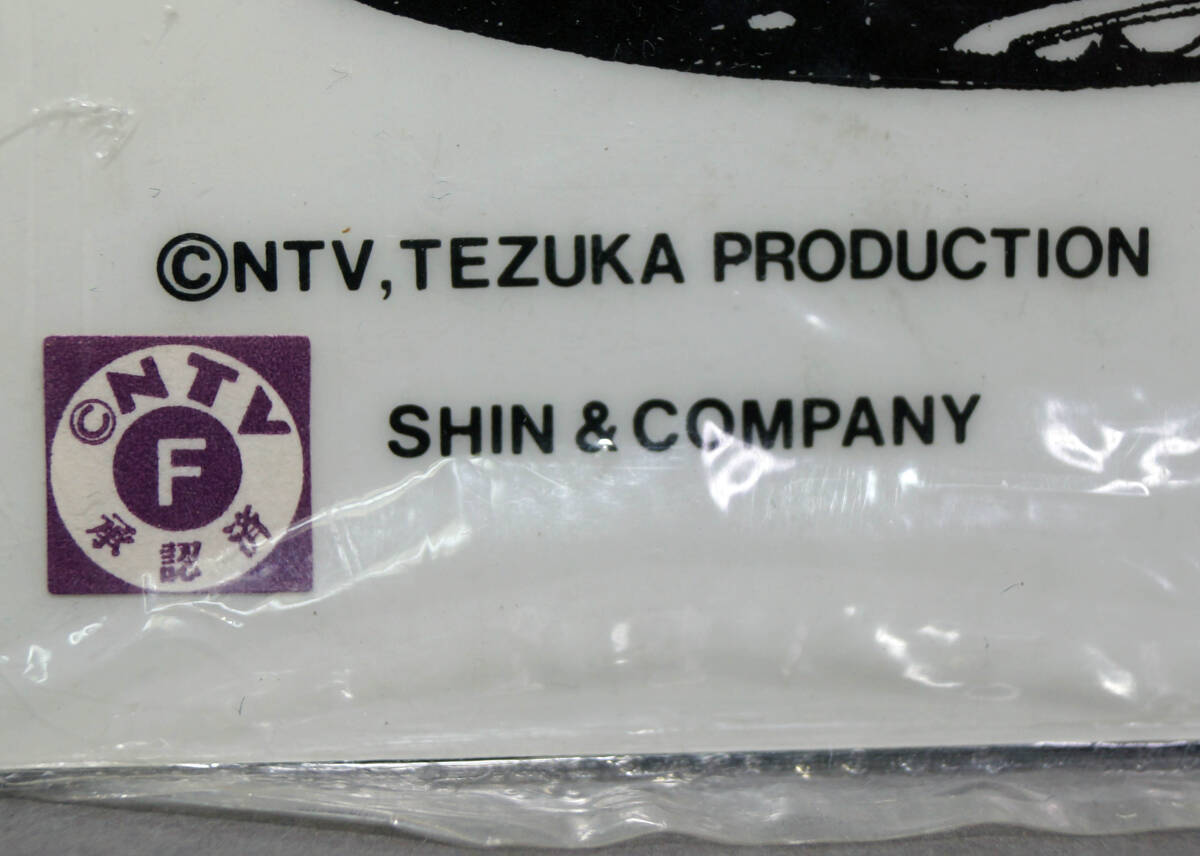 ©NTV,TEZUKA PRODUCTION
SHIN & COMPANY
©NTV
F
承認済